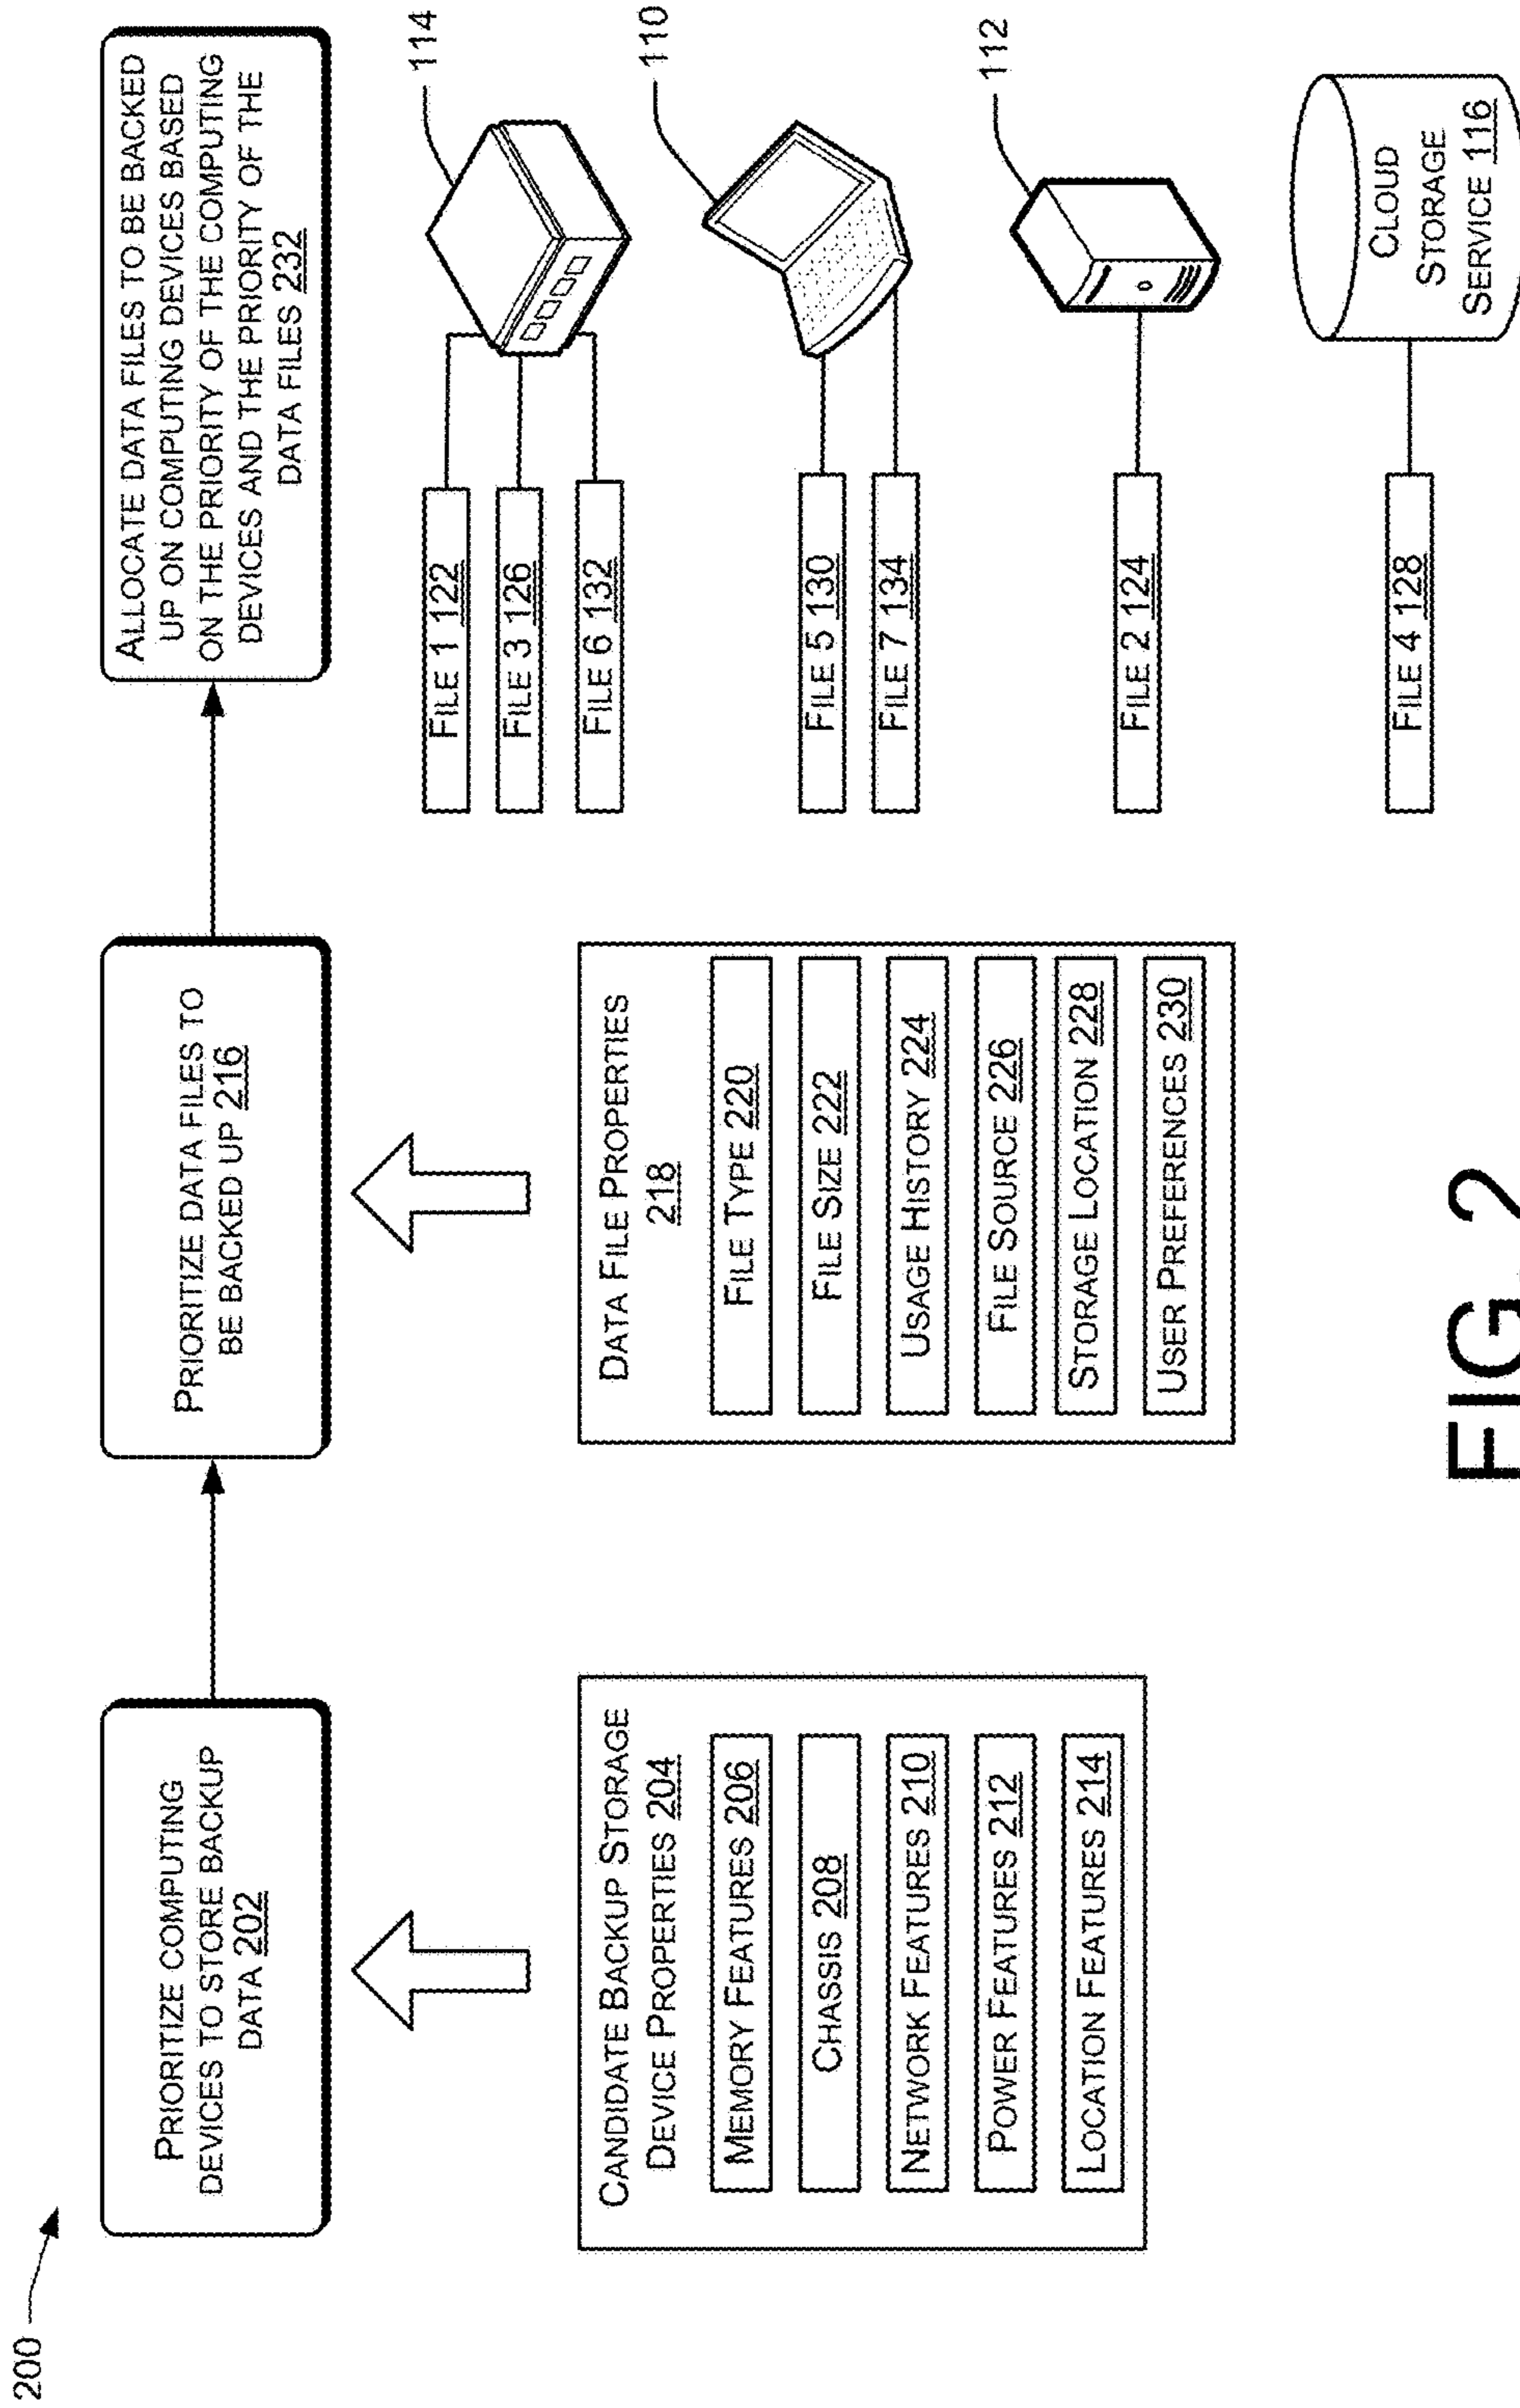 200
PRIORITIZE COMPUTING
DEVICES TO STORE BACKUP
DATA 202
PRIORITIZE DATA FILES TO
BE BACKED UP 216
ALLOCATE DATA FILES TO BE BACKED
UP ON COMPUTING DEVICES BASED
ON THE PRIORITY OF THE COMPUTING
DEVICES AND THE PRIORITY OF THE
DATA FILES 232
CANDIDATE BACKUP STORAGE
DEVICE PROPERTIES 204
MEMORY FEATURES 206
CHASSIS 208
NETWORK FEATURES 210
POWER FEATURES 212
LOCATION FEATURES 214
DATA FILE PROPERTIES
218
FILE TYPE 220
FILE SIZE 222
USAGE HISTORY 224
FILE SOURCE 226
STORAGE LOCATION 228
USER PREFERENCES 230
FILE 1 122
FILE 3 126
FILE 6 132
114
FILE 5 130
FILE 7 134
110
FILE 2 124
112
FILE 4 128
CLOUD
STORAGE
SERVICE 116
FIG. 2